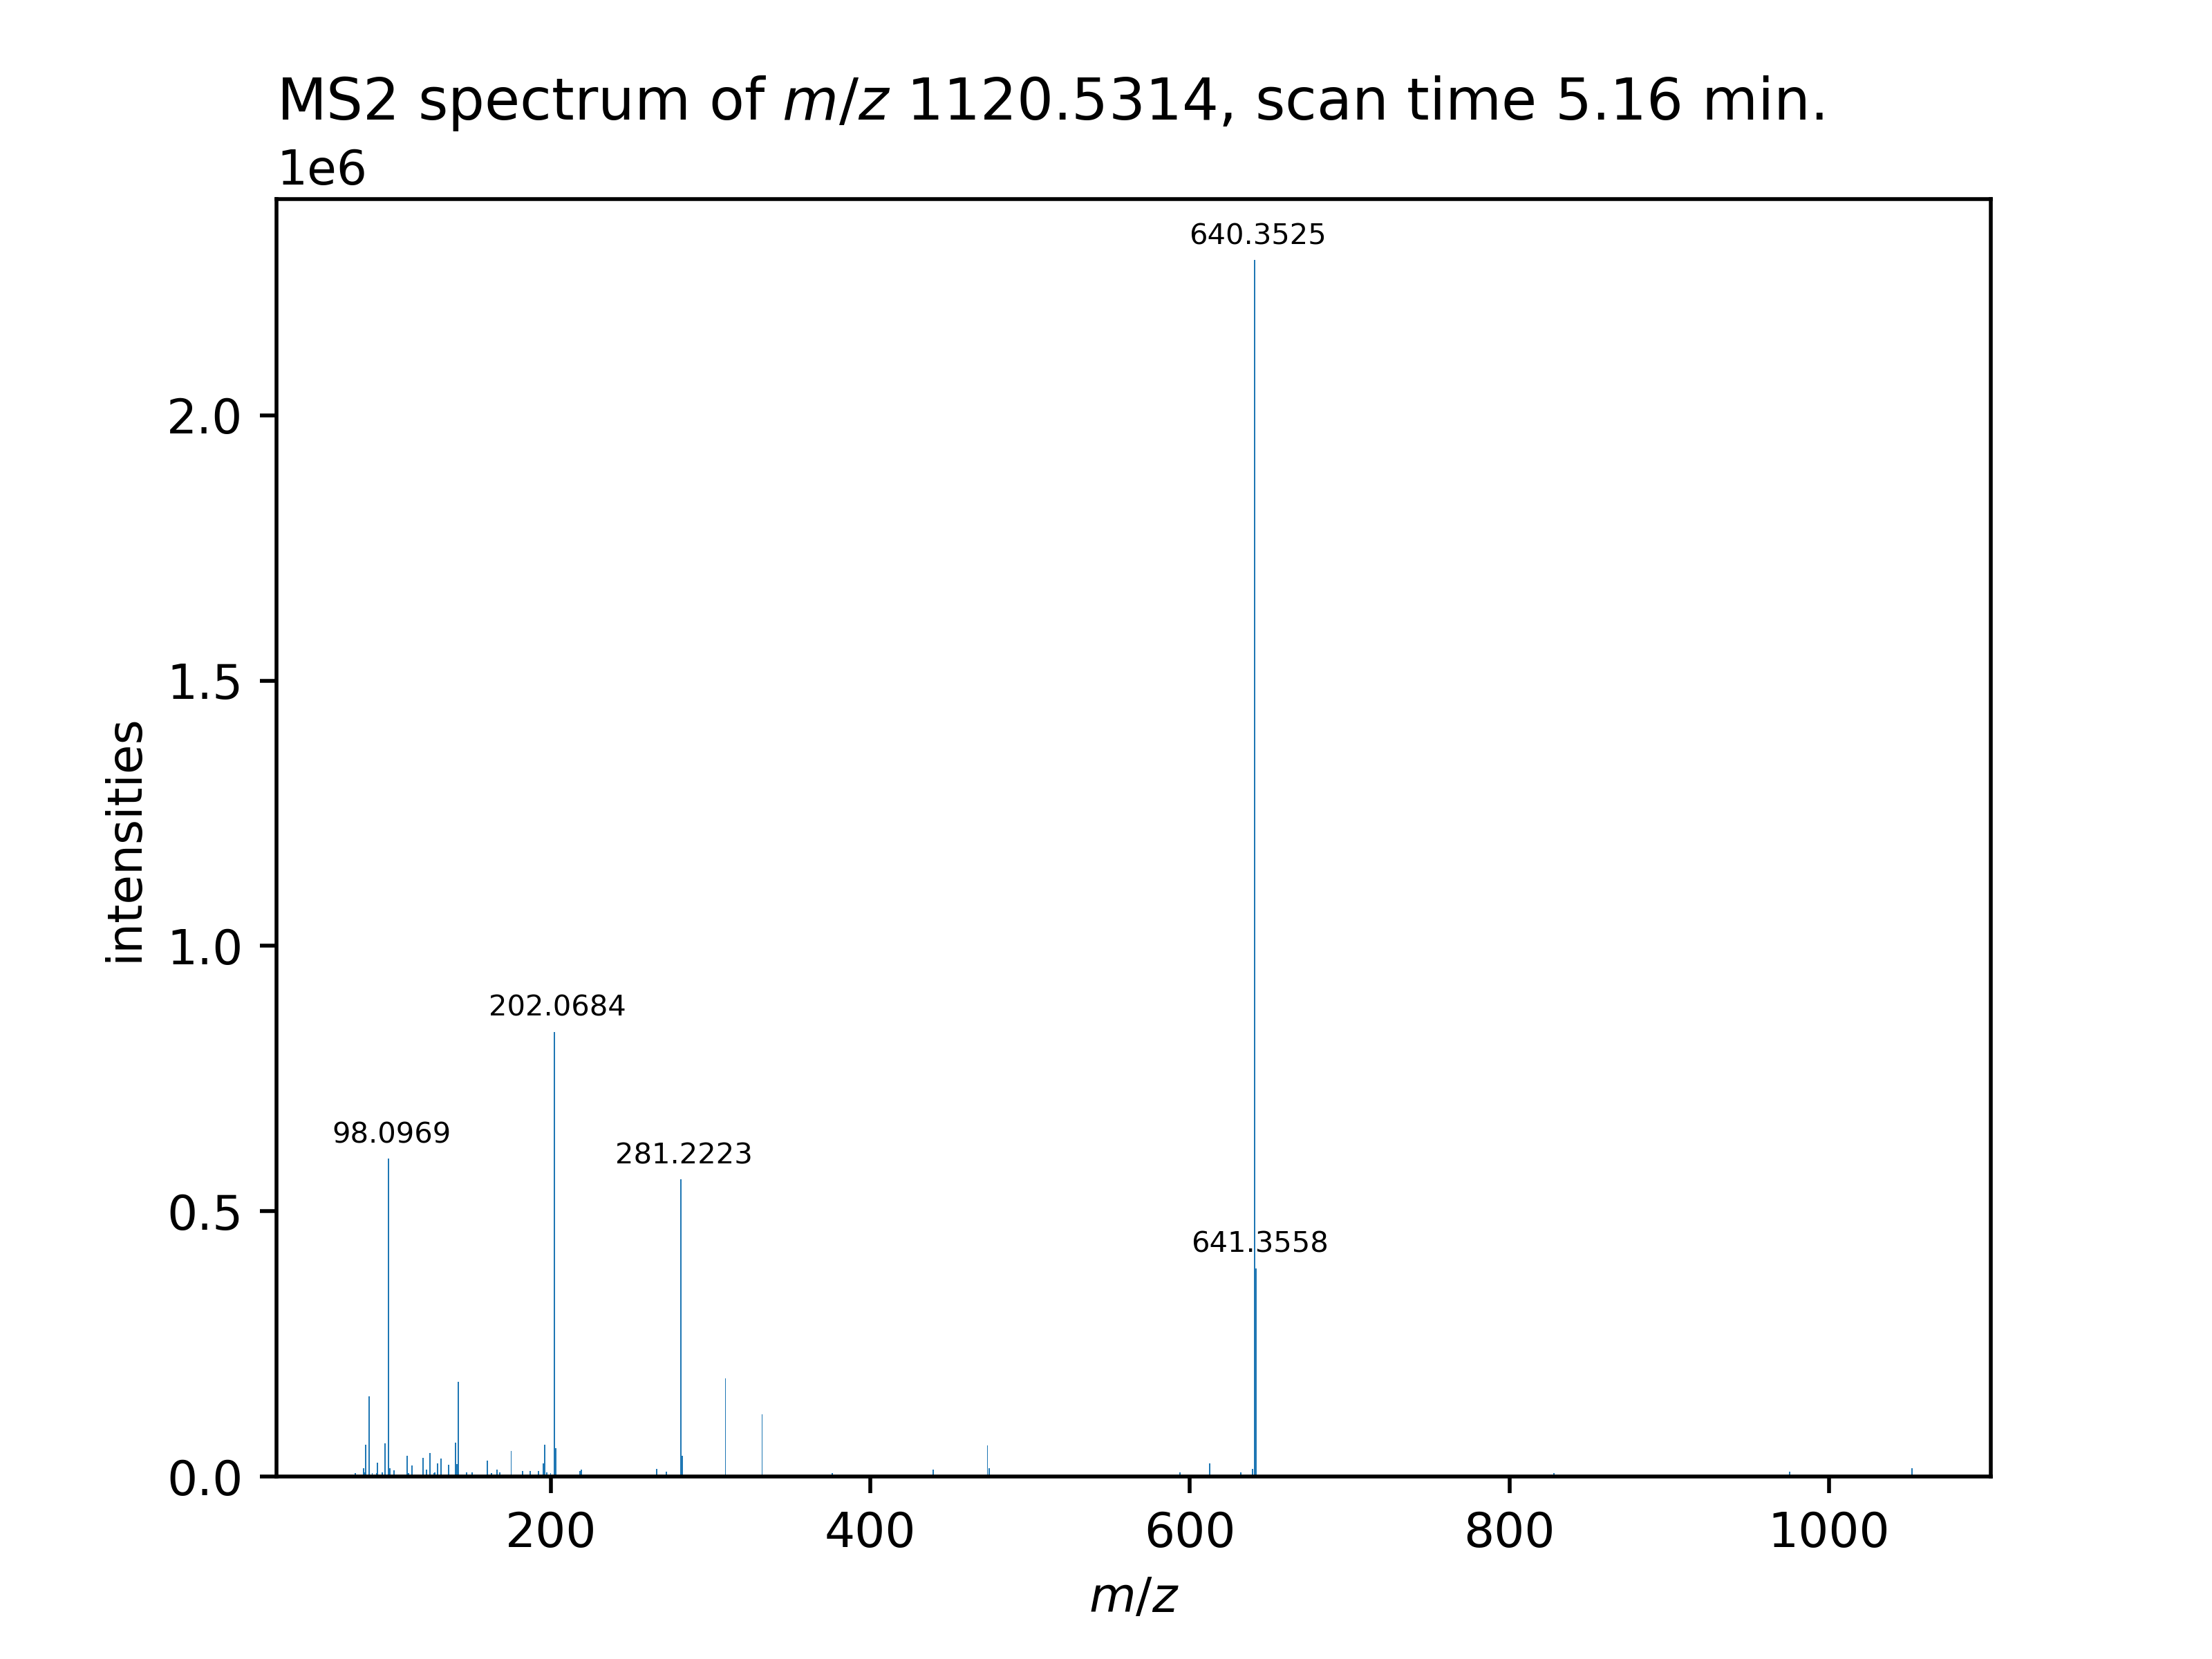 MS2 spectrum of m/z 1120.5314, scan time 5.16 min.
1e6
640.3525
2.0
1.5
intensities
1.0
202.0684
98.0969
281.2223
0.5
641.3558
0.0
200 400 600 800 1000
m/z